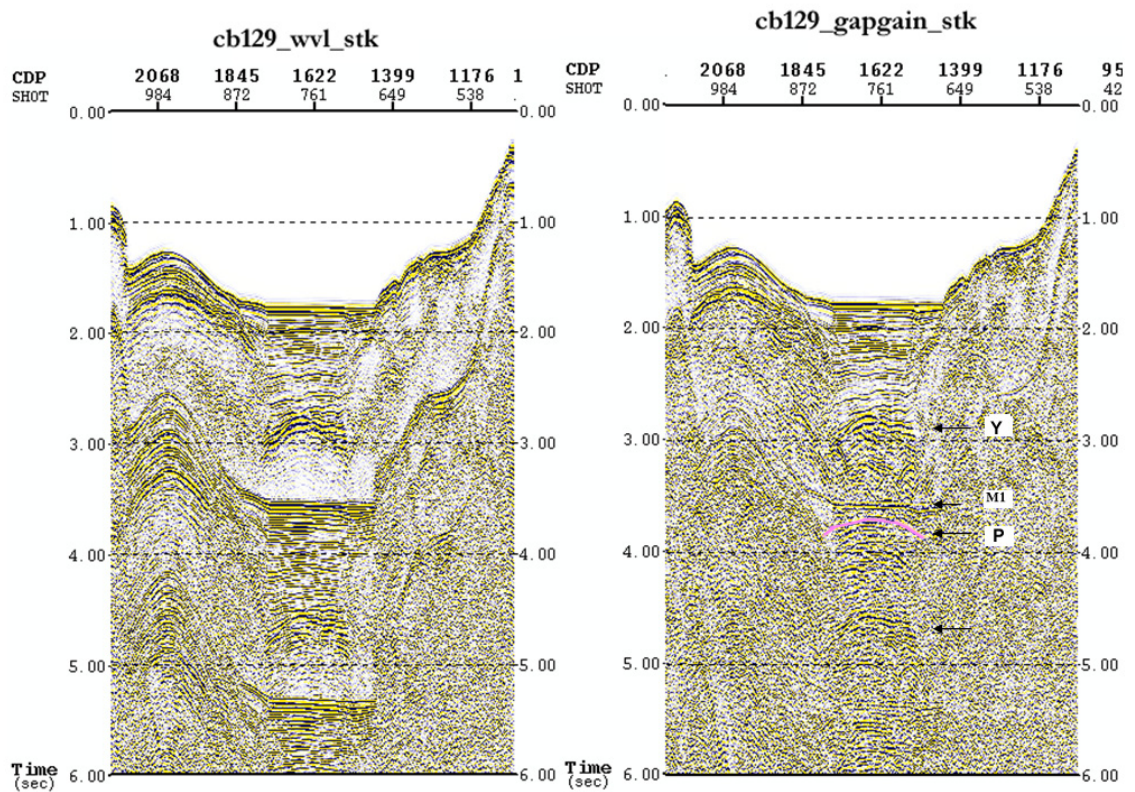 cb129_wvl_stk
CDP 2068 1845 1622 1399 1176 1
SHOT 984 872 761 649 538
0.00 0.00
1.00 1.00
2.00 2.00
3.00 3.00
4.00 4.00
5.00 5.00
Time
(sec)
6.00 6.00
cb129_gapgain_stk
CDP 2068 1845 1622 1399 1176 95
SHOT 984 872 761 649 538 42
0.00 0.00
1.00 1.00
2.00 2.00
Y
3.00 3.00
M1
P
4.00 4.00
5.00 5.00
Time
(sec)
6.00 6.00